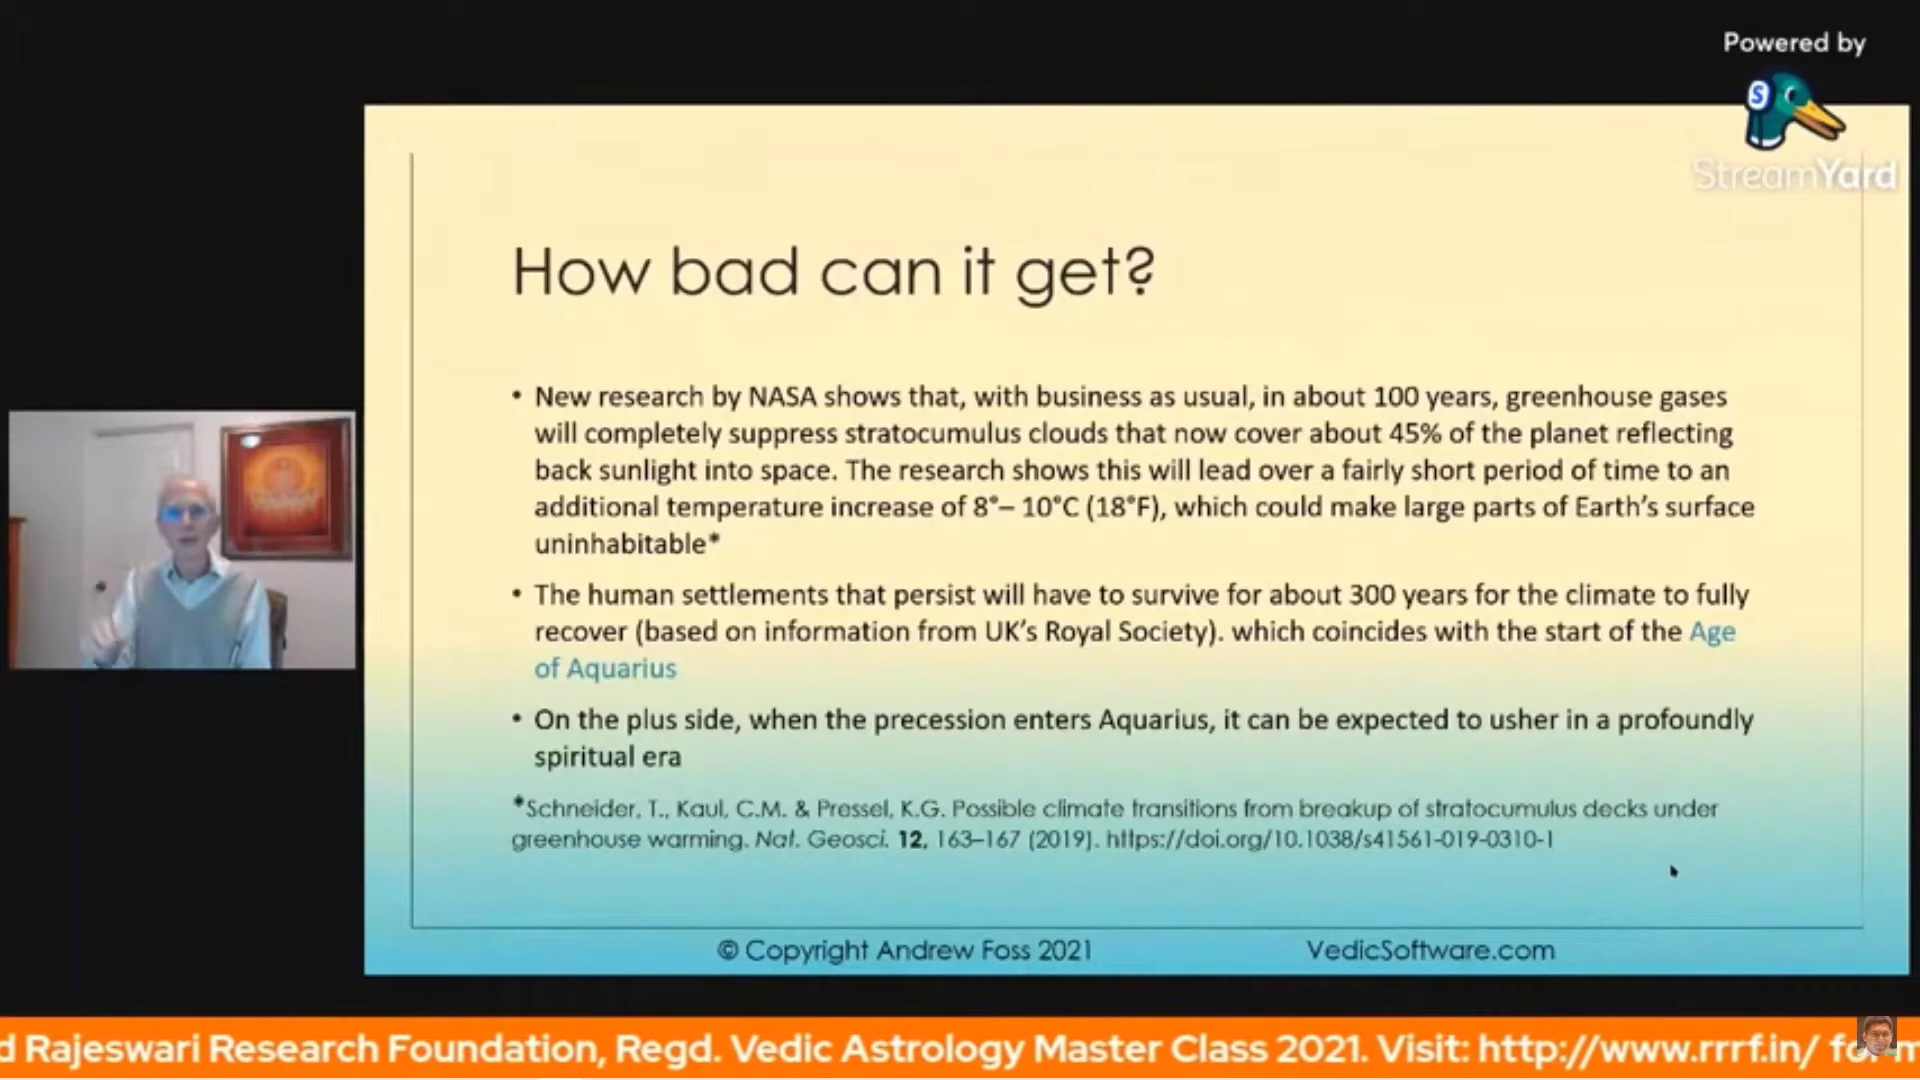 Powered by
S
StreamYard
How bad can it get?
• New research by NASA shows that, with business as usual, in about 100 years, greenhouse gases
will completely suppress stratocumulus clouds that now cover about 45% of the planet reflecting
back sunlight into space. The research shows this will lead over a fairly short period of time to an
additional temperature increase of 8°– 10°C (18°F), which could make large parts of Earth's surface
uninhabitable*
• The human settlements that persist will have to survive for about 300 years for the climate to fully
recover (based on information from UK's Royal Society). which coincides with the start of the Age
of Aquarius
• On the plus side, when the precession enters Aquarius, it can be expected to usher in a profoundly
spiritual era
*Schneider, T., Kaul, C.M. & Pressel, K.G. Possible climate transitions from breakup of stratocumulus decks under
greenhouse warming. Nat. Geosci. 12, 163–167 (2019). https://doi.org/10.1038/s41561-019-0310-1
© Copyright Andrew Foss 2021
VedicSoftware.com
d Rajeswari Research Foundation, Regd. Vedic Astrology Master Class 2021. Visit: http://www.rrrf.in/